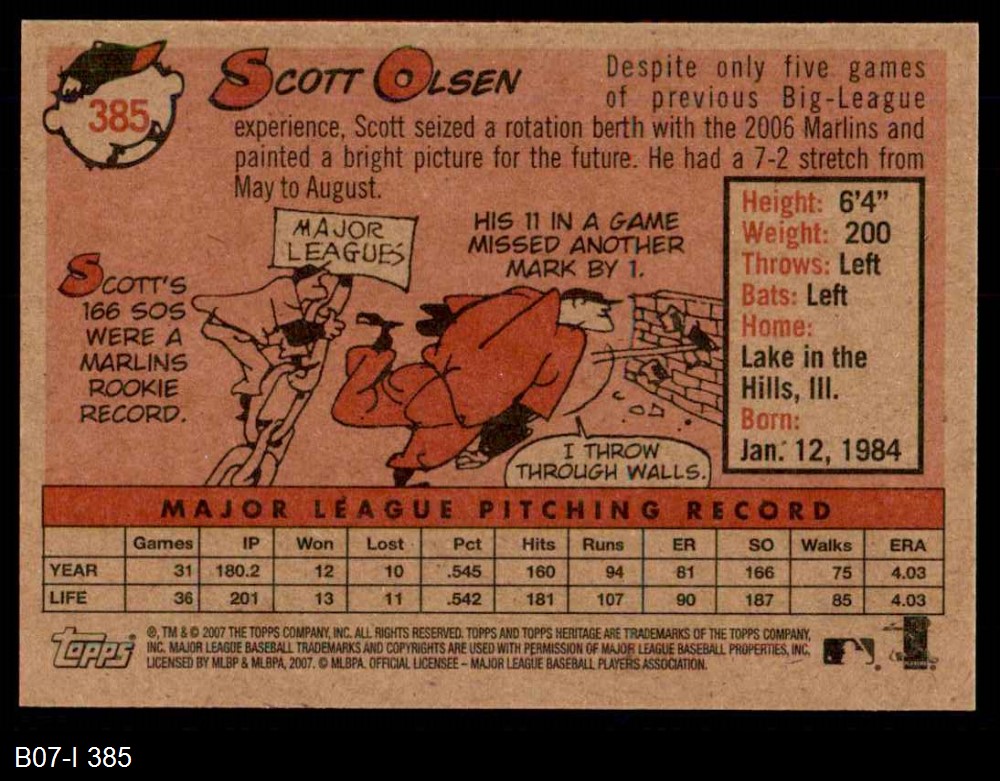 385
SCOTT OLSEN
Despite only five games
of previous Big-League
experience, Scott seized a rotation berth with the 2006 Marlins and
painted a bright picture for the future. He had a 7-2 stretch from
May to August.
MAJOR
LEAGUES
HIS 11 IN A GAME
MISSED ANOTHER
MARK BY 1.
SCOTT'S
166 SOS
WERE A
MARLINS
ROOKIE
RECORD.
I THROW
THROUGH WALLS.
Height: 6'4"
Weight: 200
Throws: Left
Bats: Left
Home:
Lake in the
Hills, Ill.
Born:
Jan. 12, 1984
MAJOR LEAGUE PITCHING RECORD
Games IP Won Lost Pct Hits Runs ER SO Walks ERA
YEAR 31 180.2 12 10 .545 160 94 81 166 75 4.03
LIFE 36 201 13 11 .542 181 107 90 187 85 4.03
Topps
®, TM & © 2007 THE TOPPS COMPANY, INC. ALL RIGHTS RESERVED. TOPPS AND TOPPS HERITAGE ARE TRADEMARKS OF THE TOPPS COMPANY,
INC. MAJOR LEAGUE BASEBALL TRADEMARKS AND COPYRIGHTS ARE USED WITH PERMISSION OF MAJOR LEAGUE BASEBALL PROPERTIES, INC.
LICENSED BY MLBP & MLBPA, 2007. © MLBPA. OFFICIAL LICENSEE – MAJOR LEAGUE BASEBALL PLAYERS ASSOCIATION.
B07-I 385